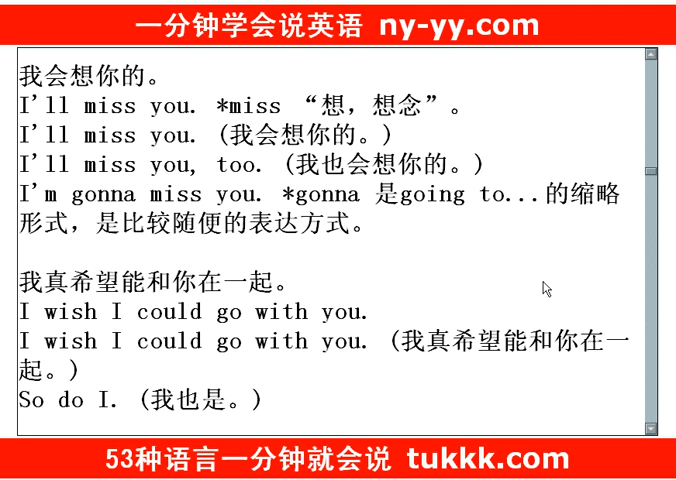 一分钟学会说英语 ny-yy.com
我会想你的。
I'll miss you. *miss “想，想念”。
I'll miss you. (我会想你的。)
I'll miss you, too. (我也会想你的。)
I'm gonna miss you. *gonna 是going to...的缩略
形式，是比较随便的表达方式。
我真希望能和你在一起。
I wish I could go with you.
I wish I could go with you. (我真希望能和你在一
起。)
So do I. (我也是。)
53种语言一分钟就会说 tukkk.com